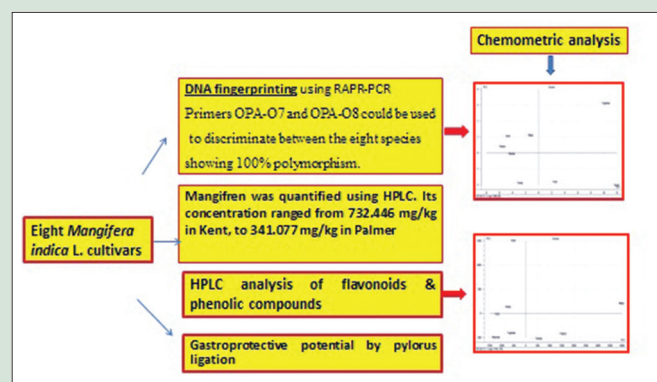 Chemometric analysis
DNA fingerprinting using RAPR-PCR
Primers OPA-O7 and OPA-O8 could be used
to discriminate between the eight species
showing 100% polymorphism.
Mangifren was quantified using HPLC. Its
concentration ranged from 732.446 mg/kg
in Kent, to 341.077 mg/kg in Palmer
Eight Mangifera
indica L. cultivars
HPLC analysis of flavonoids &
phenolic compounds
Gastroprotective potential by pylorus
ligation